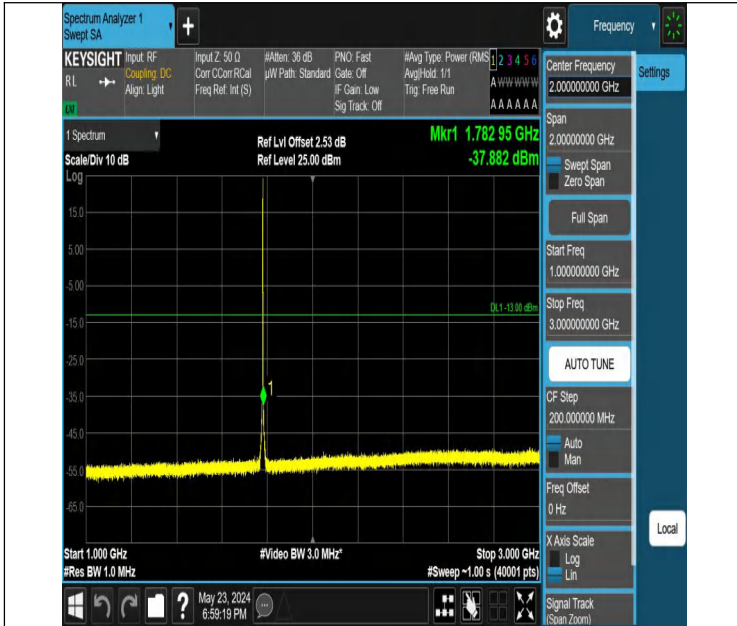 Spectrum Analyzer 1
Swept SA
Frequency
KEYSIGHT
RL
Input: RF
Coupling: DC
Align: Light
Input Z: 50 Ω
Corr CCorr RCal
Freq Ref: Int (S)
#Atten: 36 dB
µW Path: Standard
PNO: Fast
Gate: Off
IF Gain: Low
Sig Track: Off
#Avg Type: Power (RMS
Avg|Hold: 1/1
Trig: Free Run
1 2 3 4 5 6
A W W W W W
A A A A A A
1 Spectrum
Scale/Div 10 dB
Ref Lvl Offset 2.53 dB
Ref Level 25.00 dBm
Mkr1 1.782 95 GHz
-37.882 dBm
Log
15.0
5.00
-5.00
-15.0
-25.0
-35.0
-45.0
-55.0
-65.0
DL1 -13.00 dBm
1
Start 1.000 GHz
#Res BW 1.0 MHz
#Video BW 3.0 MHz*
Stop 3.000 GHz
#Sweep ~1.00 s (40001 pts)
Center Frequency
2.000000000 GHz
Settings
Span
2.00000000 GHz
Swept Span
Zero Span
Full Span
Start Freq
1.000000000 GHz
Stop Freq
3.000000000 GHz
AUTO TUNE
CF Step
200.000000 MHz
Auto
Man
Freq Offset
0 Hz
X Axis Scale
Log
Lin
Local
Signal Track
(Span Zoom)
May 23, 2024
6:59:19 PM